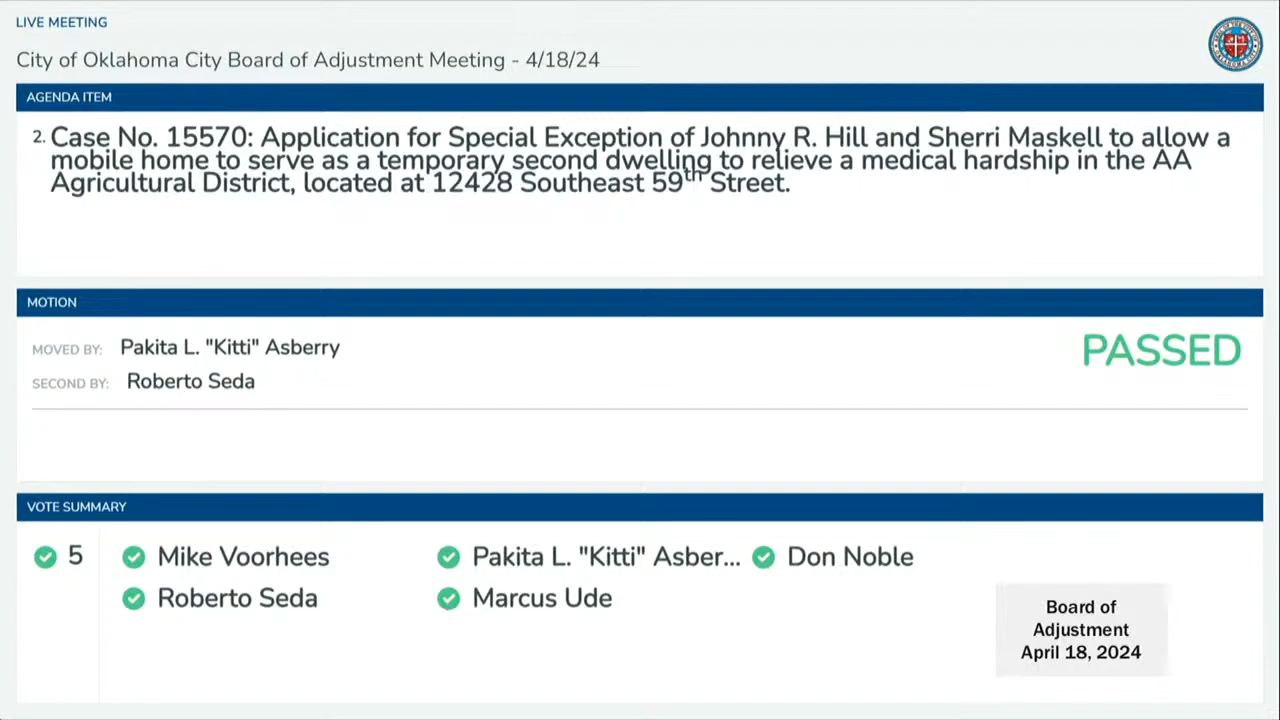 LIVE MEETING
City of Oklahoma City Board of Adjustment Meeting - 4/18/24
AGENDA ITEM
2. Case No. 15570: Application for Special Exception of Johnny R. Hill and Sherri Maskell to allow a
mobile home to serve as a temporary second dwelling to relieve a medical hardship in the AA
Agricultural District, located at 12428 Southeast 59th Street.
MOTION
MOVED BY: Pakita L. "Kitti" Asberry
PASSED
SECOND BY: Roberto Seda
VOTE SUMMARY
5 Mike Voorhees Pakita L. "Kitti" Asber... Don Noble
Roberto Seda Marcus Ude
Board of
Adjustment
April 18, 2024